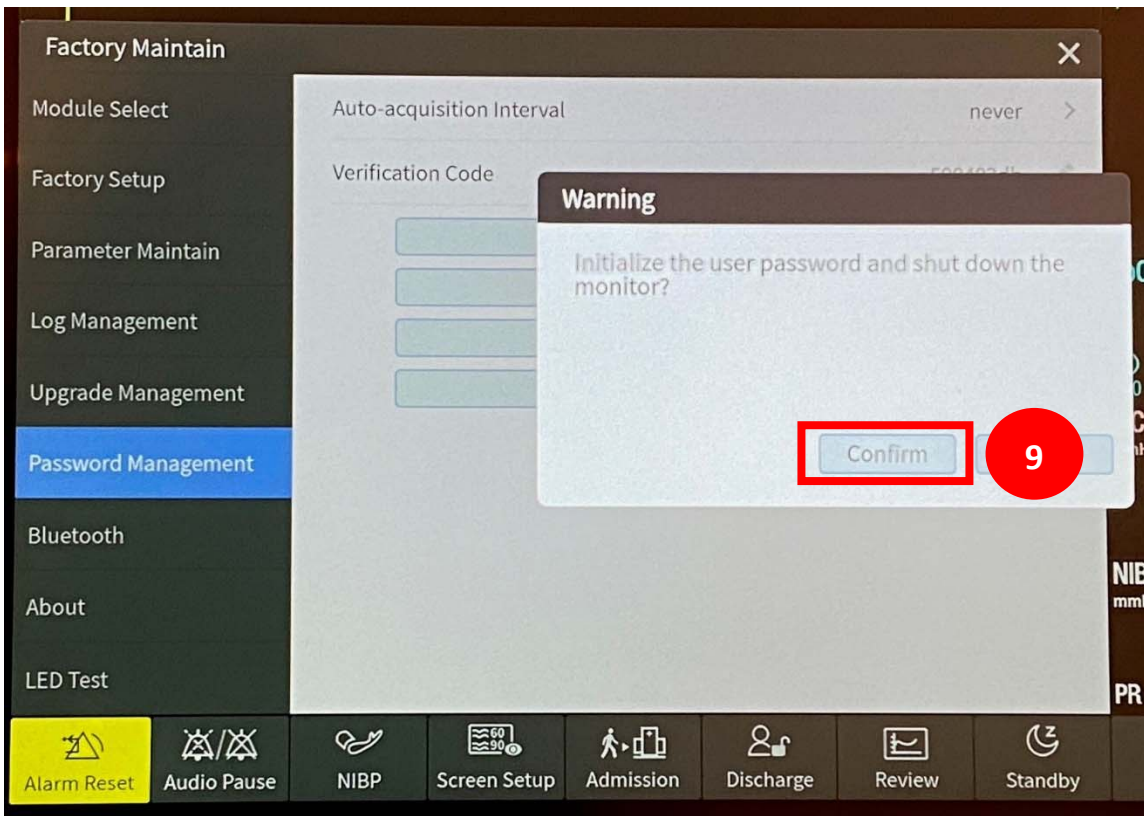 Factory Maintain
Module Select
Factory Setup
Parameter Maintain
Log Management
Upgrade Management
Password Management
Bluetooth
About
LED Test
Auto-acquisition Interval never
Verification Code
Warning
Initialize the user password and shut down the
monitor?
Confirm
9
NIB
PR
Alarm Reset
Audio Pause
NIBP
60
90
Screen Setup
Admission
Discharge
Review
Standby